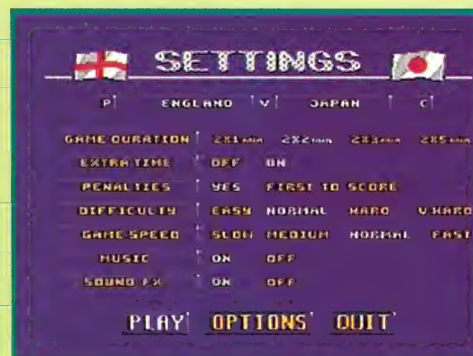 SETTINGS
P ENGLAND V JAPAN C
GAME DURATION 2X1 MIN 2X2 MIN 2X3 MIN 2X5 MIN
EXTRA TIME OFF ON
PENALTIES YES FIRST TO SCORE
DIFFICULTY EASY NORMAL HARD V.HARD
GAME SPEED SLOW MEDIUM NORMAL FAST
MUSIC ON OFF
SOUND FX ON OFF
PLAY OPTIONS QUIT